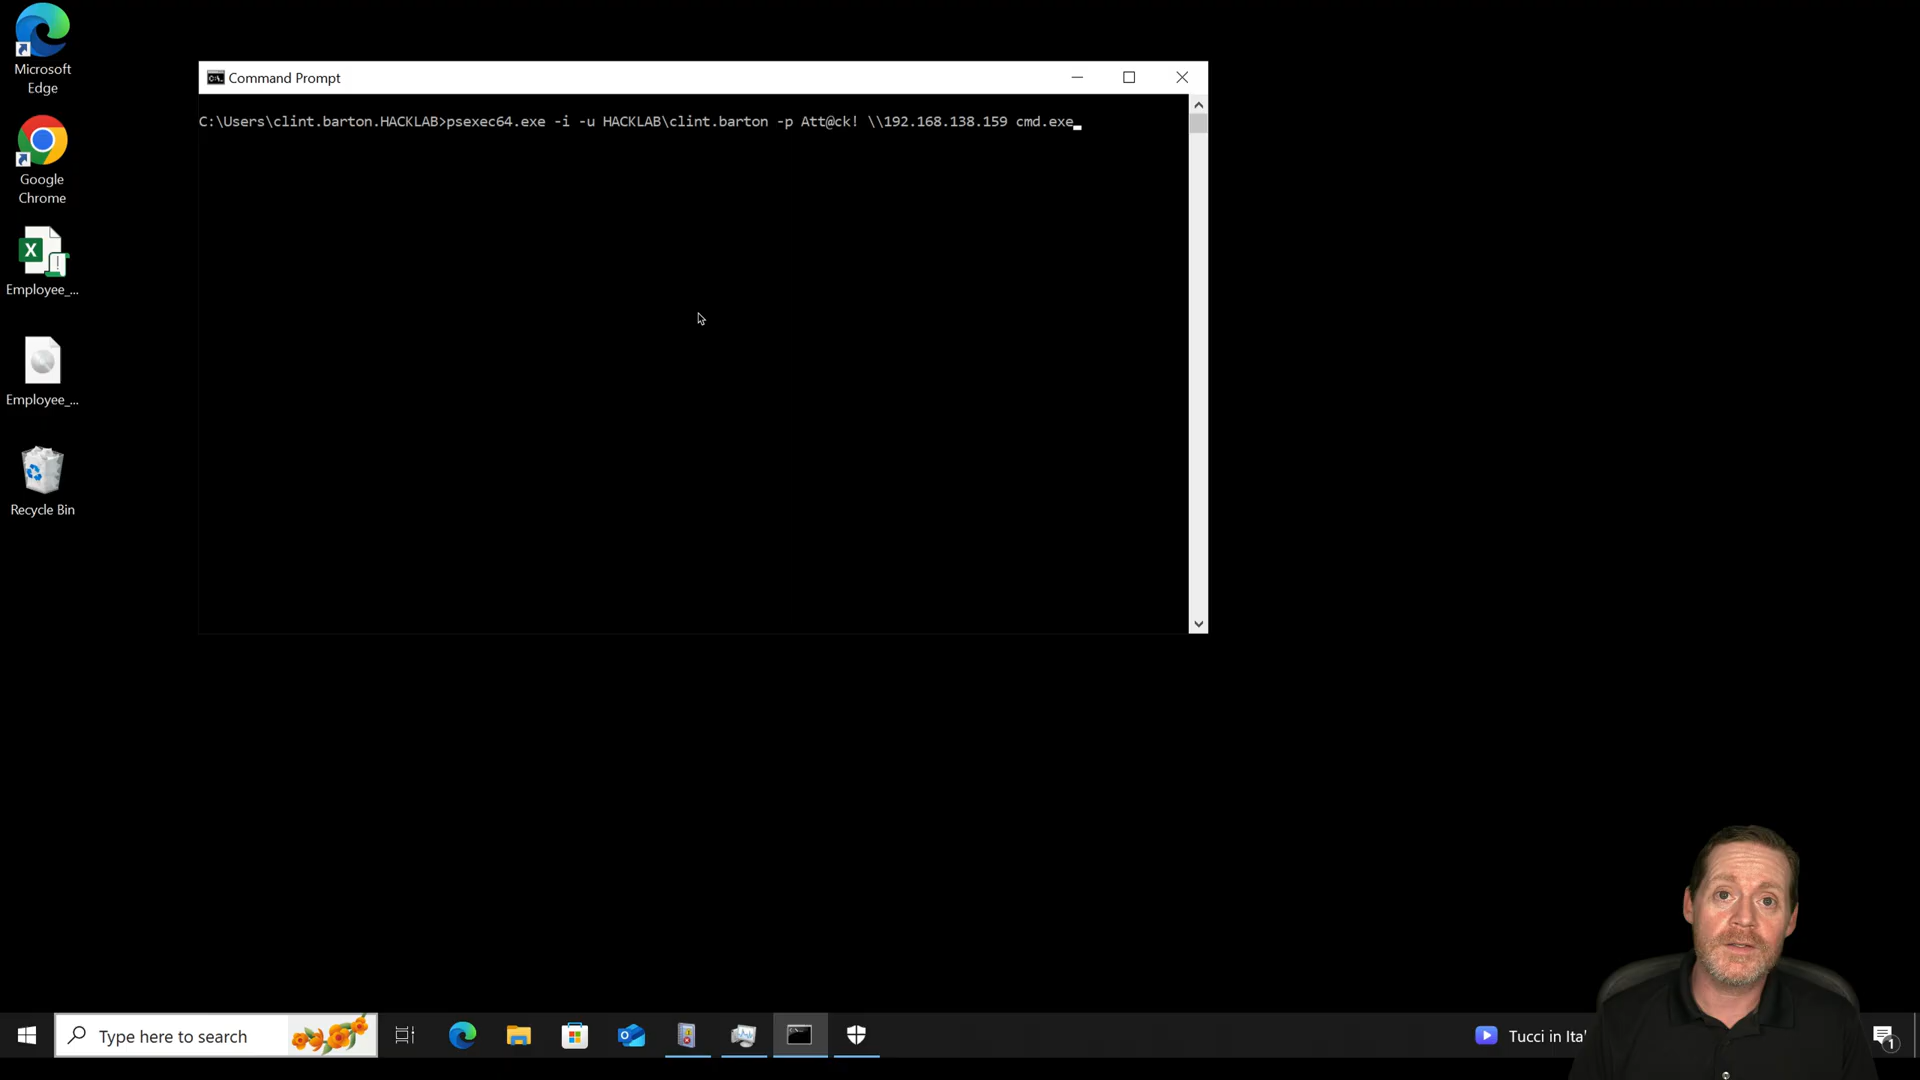 Microsoft
Edge
Google
Chrome
Employee_...
Employee_...
Recycle Bin
Command Prompt
C:\Users\clint.barton.HACKLAB>psexec64.exe -i -u HACKLAB\clint.barton -p Att@ck! \\192.168.138.159 cmd.exe
Type here to search
Tucci in Ita
1